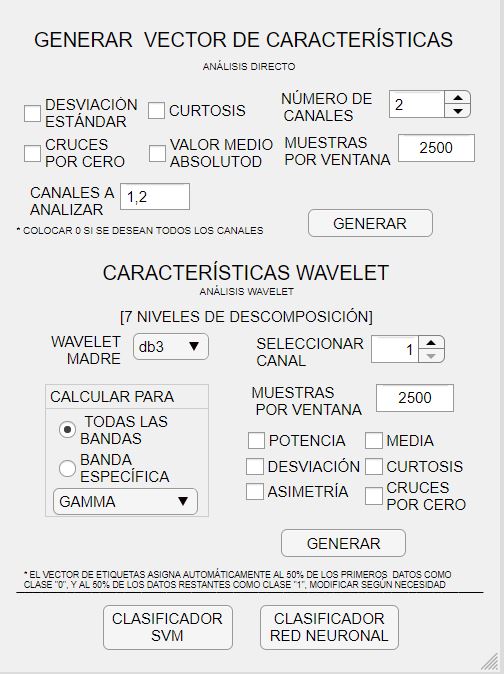 GENERAR VECTOR DE CARACTERÍSTICAS
ANÁLISIS DIRECTO
DESVIACIÓN
ESTÁNDAR
CURTOSIS
NÚMERO DE
CANALES
2
CRUCES
POR CERO
VALOR MEDIO
ABSOLUTOD
MUESTRAS
POR VENTANA
2500
CANALES A
ANALIZAR
1,2
* COLOCAR 0 SI SE DESEAN TODOS LOS CANALES
GENERAR
CARACTERÍSTICAS WAVELET
ANÁLISIS WAVELET
[7 NIVELES DE DESCOMPOSICIÓN]
WAVELET
MADRE
db3
SELECCIONAR
CANAL
1
CALCULAR PARA
TODAS LAS
BANDAS
BANDA
ESPECÍFICA
GAMMA
MUESTRAS
POR VENTANA
2500
POTENCIA
MEDIA
DESVIACIÓN
CURTOSIS
ASIMETRÍA
CRUCES
POR CERO
GENERAR
* EL VECTOR DE ETIQUETAS ASIGNA AUTOMÁTICAMENTE AL 50% DE LOS PRIMEROS DATOS COMO
CLASE "0", Y AL 50% DE LOS DATOS RESTANTES COMO CLASE "1", MODIFICAR SEGÚN NECESIDAD
CLASIFICADOR
SVM
CLASIFICADOR
RED NEURONAL